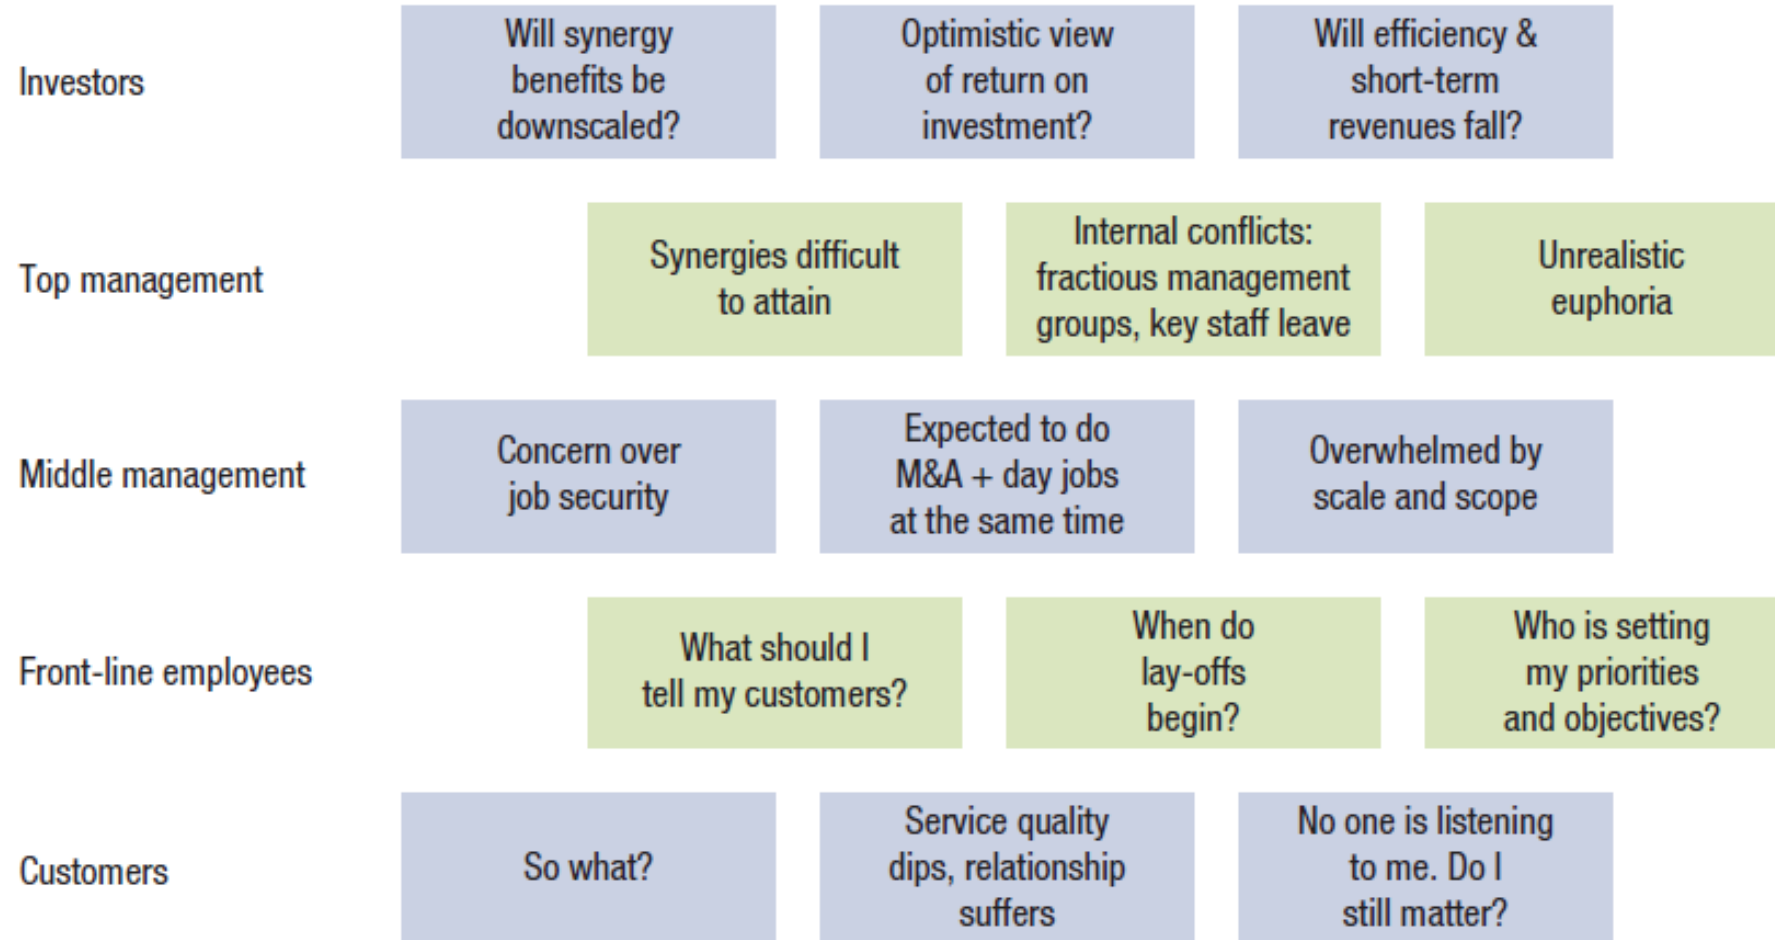 Investors
Will synergy
benefits be
downscaled?
Optimistic view
of return on
investment?
Will efficiency &
short-term
revenues fall?
Top management
Synergies difficult
to attain
Internal conflicts:
fractious management
groups, key staff leave
Unrealistic
euphoria
Middle management
Concern over
job security
Expected to do
M&A + day jobs
at the same time
Overwhelmed by
scale and scope
Front-line employees
What should I
tell my customers?
When do
lay-offs
begin?
Who is setting
my priorities
and objectives?
Customers
So what?
Service quality
dips, relationship
suffers
No one is listening
to me. Do I
still matter?